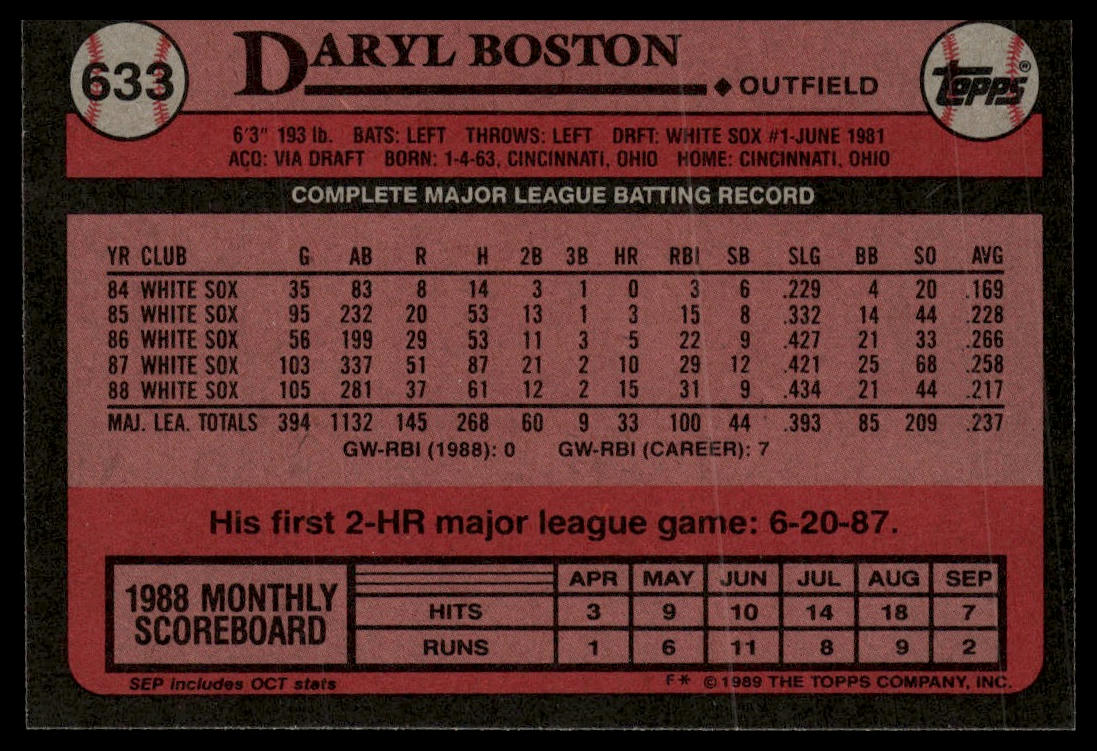 633
DARYL BOSTON
◆ OUTFIELD
Topps®
6'3" 193 lb. BATS: LEFT THROWS: LEFT DRFT: WHITE SOX #1-JUNE 1981
ACQ: VIA DRAFT BORN: 1-4-63, CINCINNATI, OHIO HOME: CINCINNATI, OHIO
COMPLETE MAJOR LEAGUE BATTING RECORD
YR CLUB G AB R H 2B 3B HR RBI SB SLG BB SO AVG
84 WHITE SOX 35 83 8 14 3 1 0 3 6 .229 4 20 .169
85 WHITE SOX 95 232 20 53 13 1 3 15 8 .332 14 44 .228
86 WHITE SOX 56 199 29 53 11 3 5 22 9 .427 21 33 .266
87 WHITE SOX 103 337 51 87 21 2 10 29 12 .421 25 68 .258
88 WHITE SOX 105 281 37 61 12 2 15 31 9 .434 21 44 .217
MAJ. LEA. TOTALS 394 1132 145 268 60 9 33 100 44 .393 85 209 .237
GW-RBI (1988): 0 GW-RBI (CAREER): 7
His first 2-HR major league game: 6-20-87.
1988 MONTHLY
SCOREBOARD
APR MAY JUN JUL AUG SEP
HITS 3 9 10 14 18 7
RUNS 1 6 11 8 9 2
SEP includes OCT stats
F* © 1989 THE TOPPS COMPANY, INC.